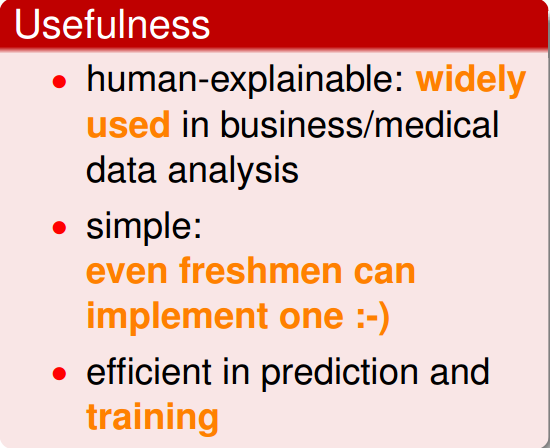 Usefulness
• human-explainable: widely
used in business/medical
data analysis
• simple:
even freshmen can
implement one :-)
• efficient in prediction and
training